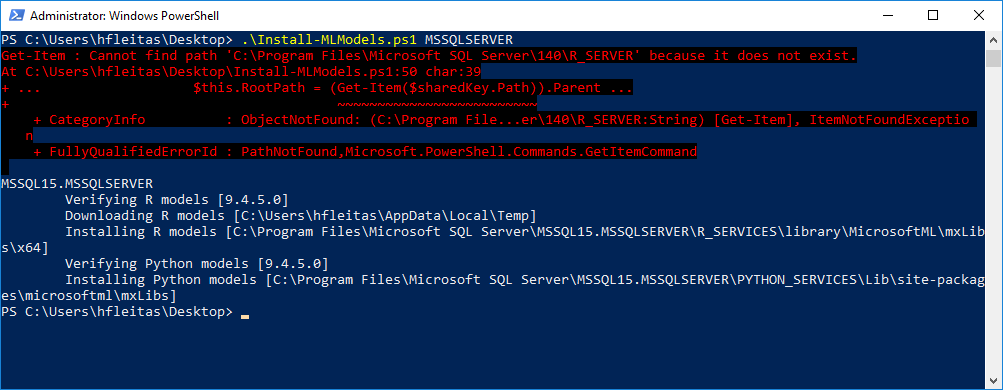 Administrator: Windows PowerShell
PS C:\Users\hfleitas\Desktop> .\Install-MLModels.ps1 MSSQLSERVER
Get-Item : Cannot find path 'C:\Program Files\Microsoft SQL Server\140\R_SERVER' because it does not exist.
At C:\Users\hfleitas\Desktop\Install-MLModels.ps1:50 char:39
+ ...                    $this.RootPath = (Get-Item($sharedKey.Path)).Parent ...
+                                          ~~~~~~~~~~~~~~~~~~~~~~~~~
    + CategoryInfo          : ObjectNotFound: (C:\Program File...er\140\R_SERVER:String) [Get-Item], ItemNotFoundExceptio
   n
    + FullyQualifiedErrorId : PathNotFound,Microsoft.PowerShell.Commands.GetItemCommand
MSSQL15.MSSQLSERVER
        Verifying R models [9.4.5.0]
        Downloading R models [C:\Users\hfleitas\AppData\Local\Temp]
        Installing R models [C:\Program Files\Microsoft SQL Server\MSSQL15.MSSQLSERVER\R_SERVICES\library\MicrosoftML\mxLib
s\x64]
        Verifying Python models [9.4.5.0]
        Installing Python models [C:\Program Files\Microsoft SQL Server\MSSQL15.MSSQLSERVER\PYTHON_SERVICES\Lib\site-packag
es\microsoftml\mxLibs]
PS C:\Users\hfleitas\Desktop>